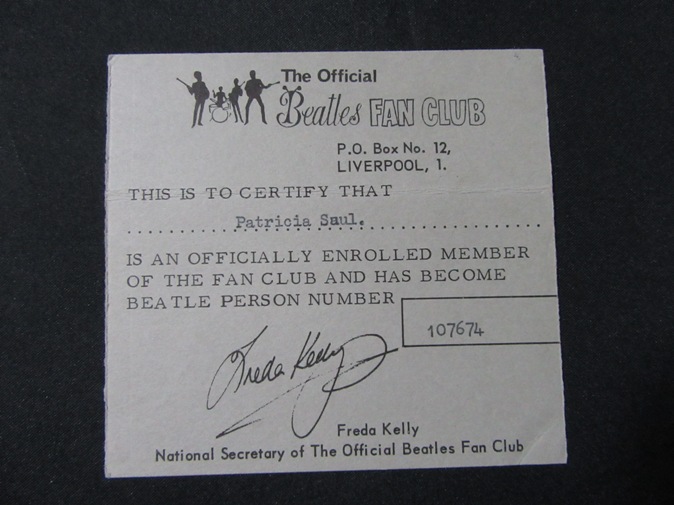 The Official
Beatles FAN CLUB
P.O. Box No. 12,
LIVERPOOL, 1.
THIS IS TO CERTIFY THAT
Patricia Saul.
IS AN OFFICIALLY ENROLLED MEMBER
OF THE FAN CLUB AND HAS BECOME
BEATLE PERSON NUMBER
107674
Freda Kelly
Freda Kelly
National Secretary of The Official Beatles Fan Club